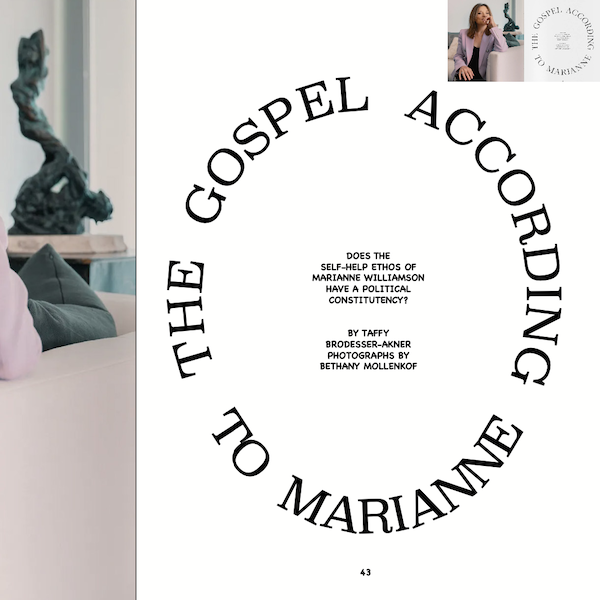 THE GOSPEL ACCORDING TO MARIANNE
DOES THE
SELF-HELP ETHOS OF
MARIANNE WILLIAMSON
HAVE A POLITICAL
CONSTITUTENCY?
BY TAFFY
BRODESSER-AKNER
PHOTOGRAPHS BY
BETHANY MOLLENKOF
43
THE GOSPEL ACCORDING TO MARIANNE